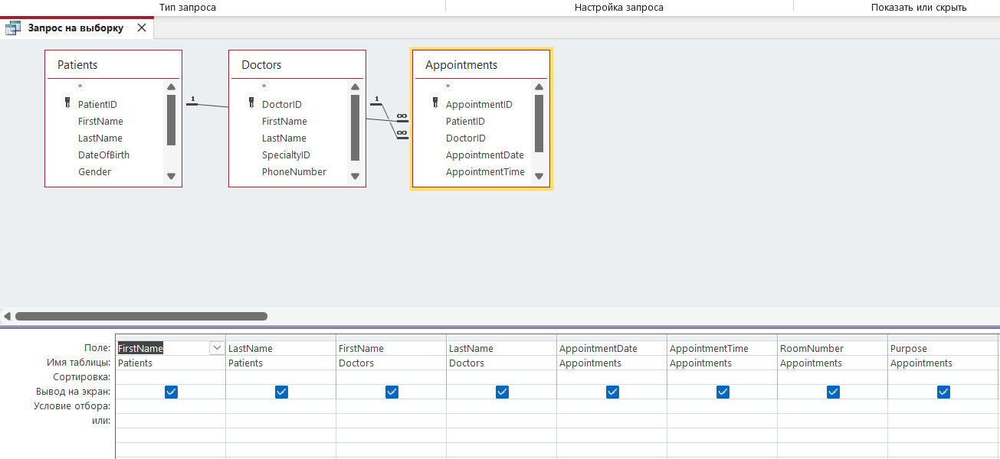 Тип запроса Настройка запроса Показать или скрыть
Запрос на выборку
Patients
*
PatientID
FirstName
LastName
DateOfBirth
Gender
1
Doctors
*
DoctorID
FirstName
LastName
SpecialtyID
PhoneNumber
1
∞
∞
Appointments
*
AppointmentID
PatientID
DoctorID
AppointmentDate
AppointmentTime
Поле: FirstName LastName FirstName LastName AppointmentDate AppointmentTime RoomNumber Purpose
Имя таблицы: Patients Patients Doctors Doctors Appointments Appointments Appointments Appointments
Сортировка:
Вывод на экран:
Условие отбора:
или: